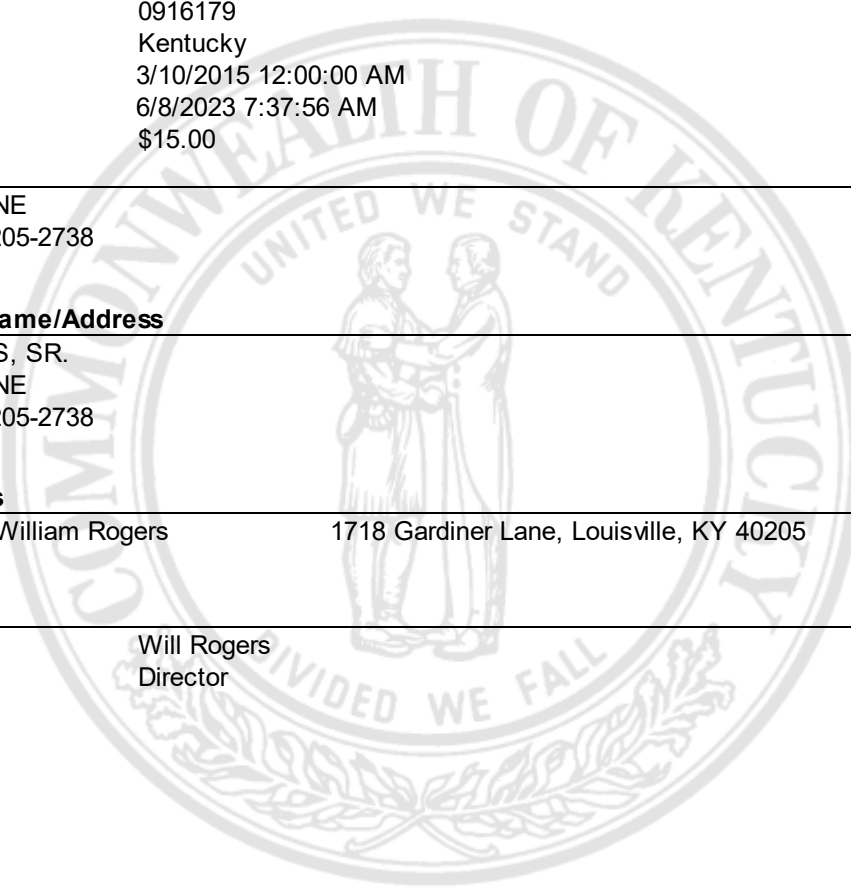 0916179
Kentucky
3/10/2015 12:00:00 AM
6/8/2023 7:37:56 AM
$15.00
NE
205-2738
ame/Address
S, SR.
NE
205-2738
s
William Rogers 1718 Gardiner Lane, Louisville, KY 40205
Will Rogers
Director
COMMONWEALTH OF KENTUCKY
UNITED WE STAND
DIVIDED WE FALL